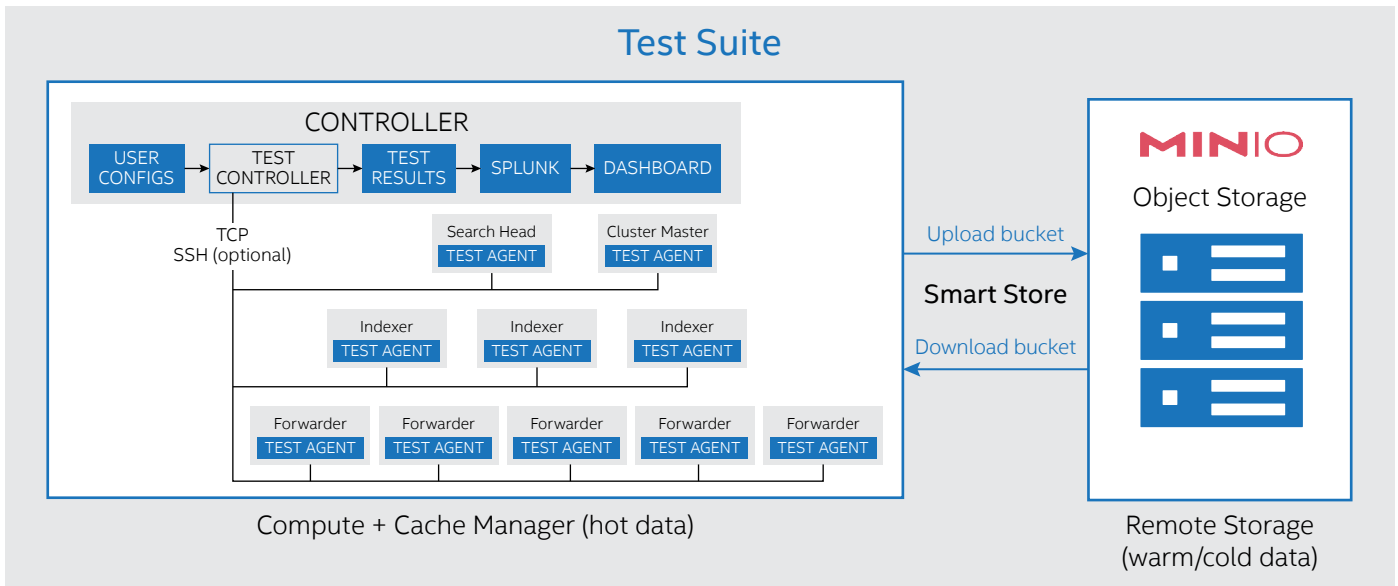 Test Suite
CONTROLLER
USER
CONFIGS
TEST
CONTROLLER
TEST
RESULTS
SPLUNK
DASHBOARD
TCP
SSH (optional)
Search Head
TEST AGENT
Cluster Master
TEST AGENT
Indexer
TEST AGENT
Indexer
TEST AGENT
Indexer
TEST AGENT
Forwarder
TEST AGENT
Forwarder
TEST AGENT
Forwarder
TEST AGENT
Forwarder
TEST AGENT
Forwarder
TEST AGENT
Compute + Cache Manager (hot data)
Upload bucket
Smart Store
Download bucket
MINIO
Object Storage
Remote Storage
(warm/cold data)